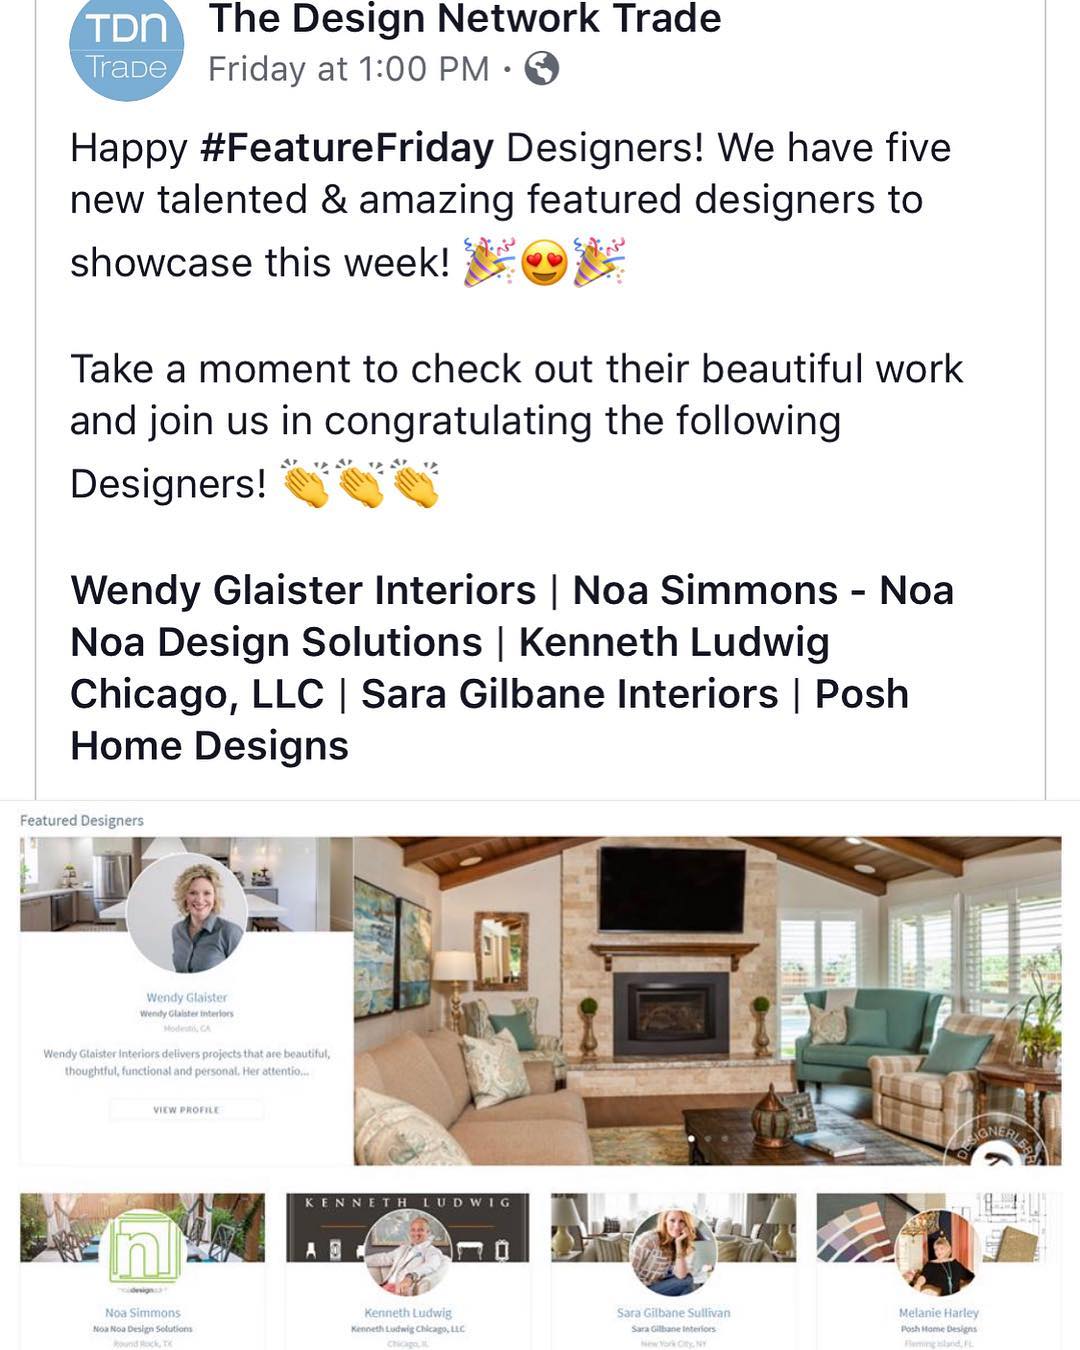 TDN
Trade
The Design Network Trade
Friday at 1:00 PM ·
Happy #FeatureFriday Designers! We have five
new talented & amazing featured designers to
showcase this week! 🎉😍🎉
Take a moment to check out their beautiful work
and join us in congratulating the following
Designers! 👏👏👏
Wendy Glaister Interiors | Noa Simmons - Noa
Noa Design Solutions | Kenneth Ludwig
Chicago, LLC | Sara Gilbane Interiors | Posh
Home Designs
Featured Designers
Wendy Glaister
Wendy Glaister Interiors
Modesto, CA
Wendy Glaister Interiors delivers projects that are beautiful,
thoughtful, functional and personal. Her attentio...
VIEW PROFILE
KENNETH LUDWIG
n
Noa Simmons
Noa Noa Design Solutions
Round Rock, TX
Kenneth Ludwig
Kenneth Ludwig Chicago, LLC
Chicago, IL
Sara Gilbane Sullivan
Sara Gilbane Interiors
New York City, NY
Melanie Harley
Posh Home Designs
Fleming Island, FL